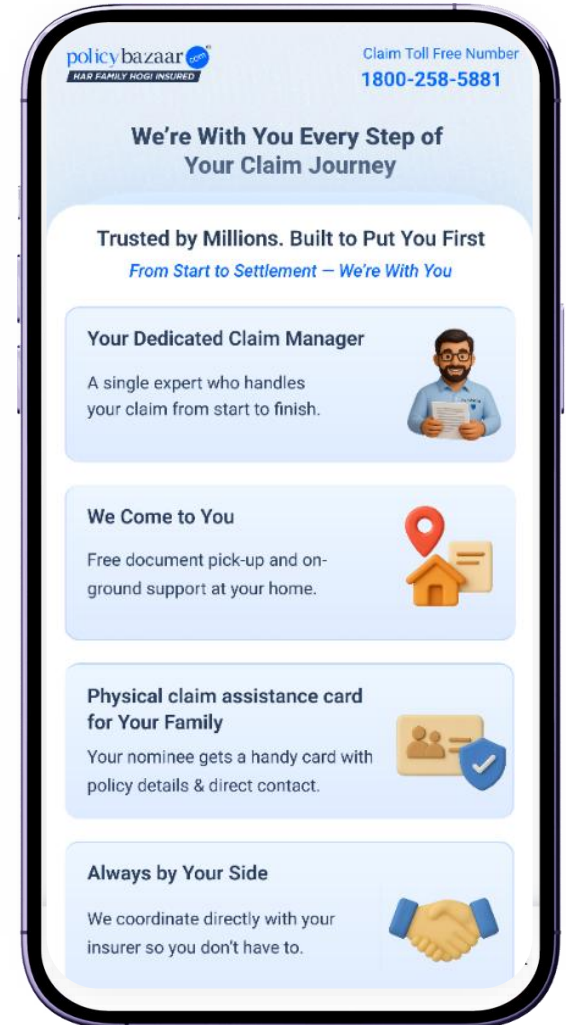 policybazaar.com
HAR FAMILY HOGI INSURED
Claim Toll Free Number
1800-258-5881
We're With You Every Step of
Your Claim Journey
Trusted by Millions. Built to Put You First
From Start to Settlement — We're With You
Your Dedicated Claim Manager
A single expert who handles
your claim from start to finish.
We Come to You
Free document pick-up and on-
ground support at your home.
Physical claim assistance card
for Your Family
Your nominee gets a handy card with
policy details & direct contact.
Always by Your Side
We coordinate directly with your
insurer so you don't have to.